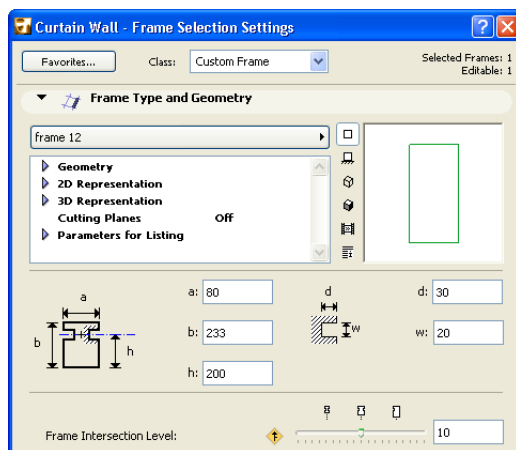 Curtain Wall - Frame Selection Settings
Favorites...
Class:
Custom Frame
Selected Frames: 1
Editable: 1
Frame Type and Geometry
frame 12
Geometry
2D Representation
3D Representation
Cutting Planes Off
Parameters for Listing
a
b
h
a: 80
b: 233
h: 200
d
w
d: 30
w: 20
Frame Intersection Level:
10